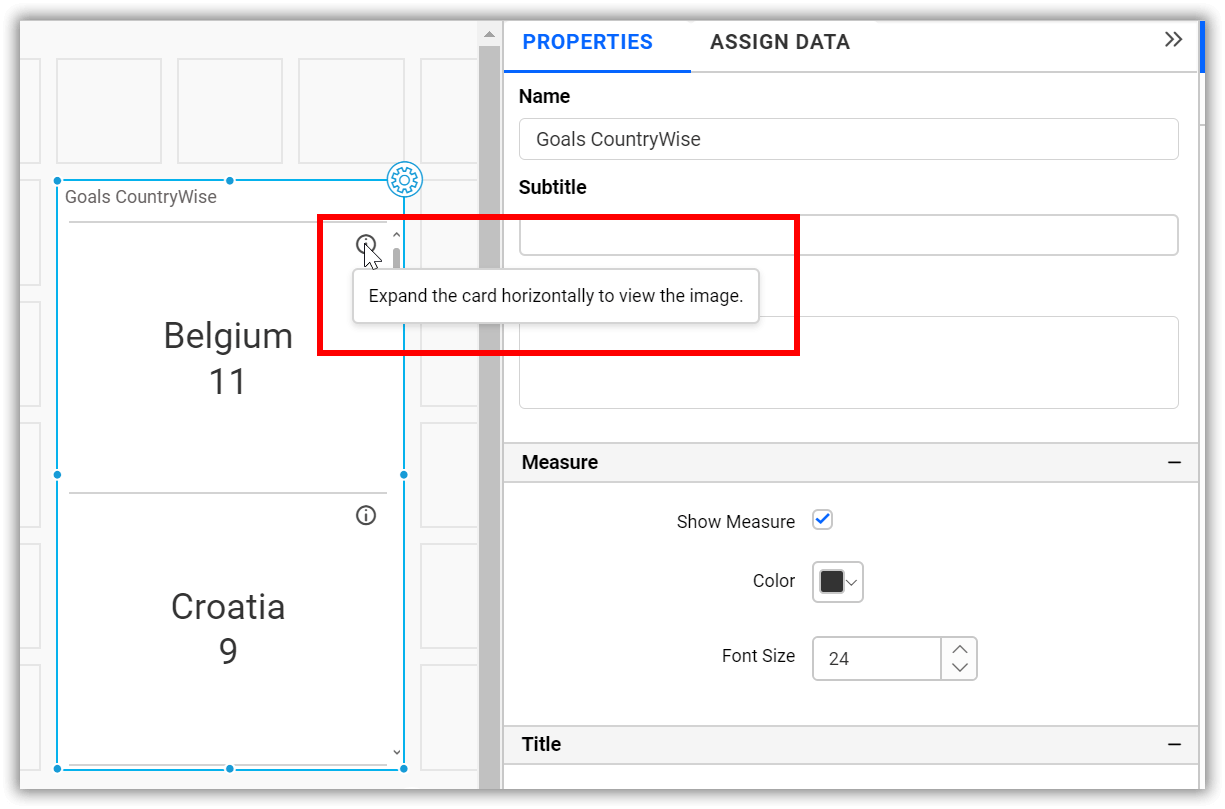 PROPERTIES ASSIGN DATA
Name
Goals CountryWise
Subtitle
Goals CountryWise
Expand the card horizontally to view the image.
Belgium
11
Measure
Show Measure
Color
Croatia
9
Font Size 24
Title